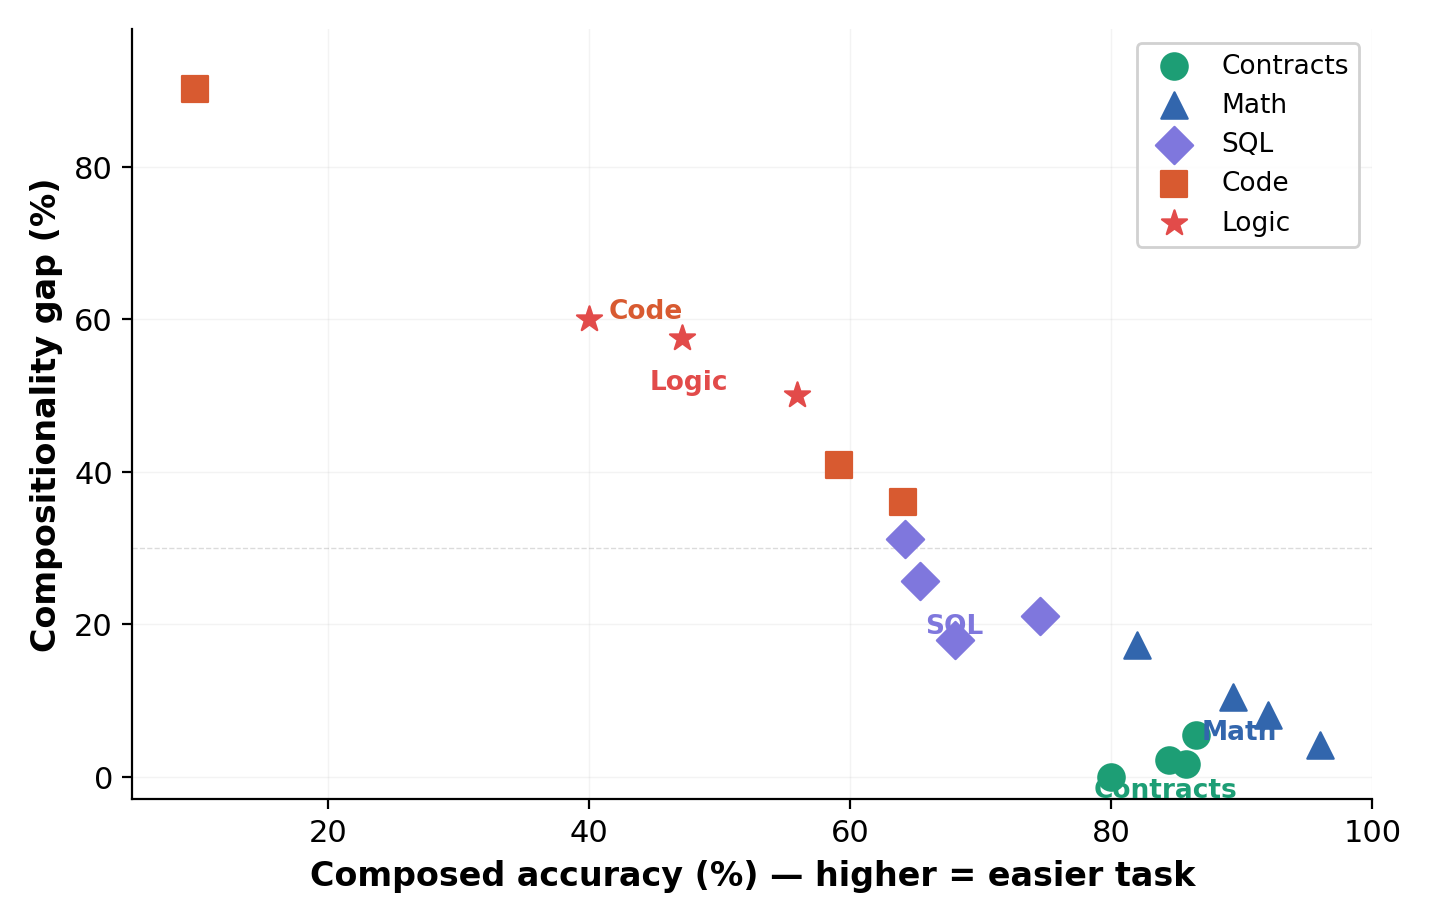 Contracts
Math
SQL
Code
Logic
Compositionality gap (%)
80
60
40
20
0
Code
Logic
SQL
Math
Contracts
20
40
60
80
100
Composed accuracy (%) — higher = easier task